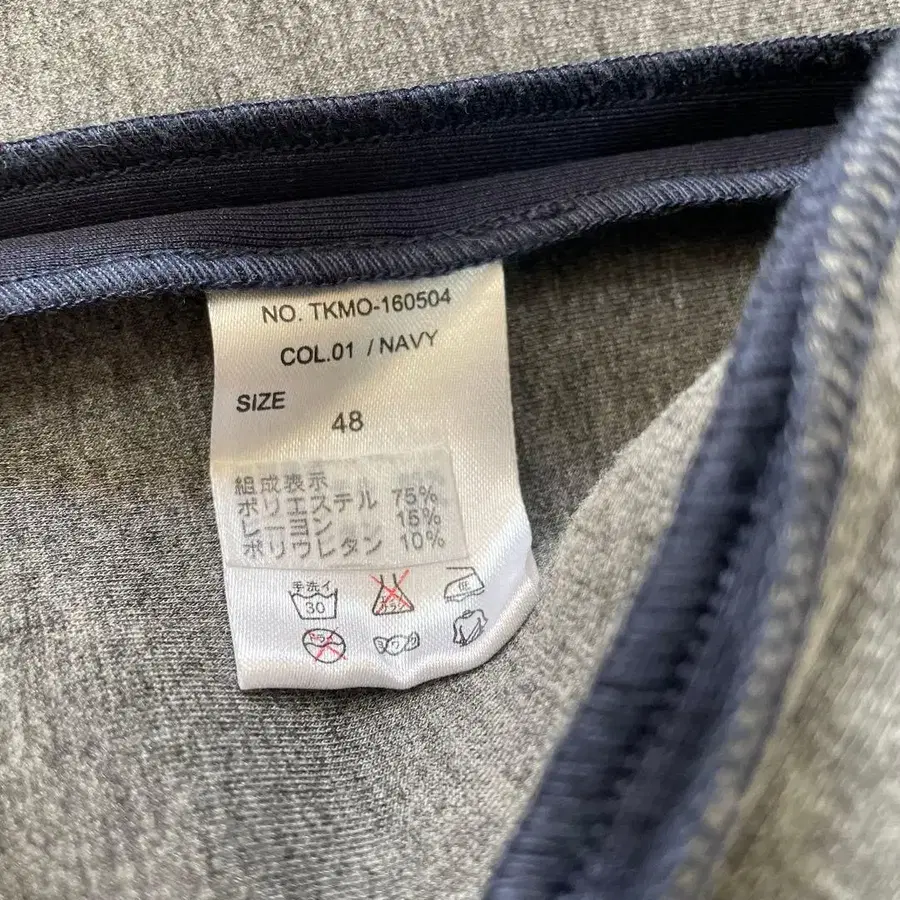 NO. TKMO-160504
COL.01 / NAVY
SIZE
48
組成表示
ポリエステル 75%
レーヨン 15%
ポリウレタン 10%
手洗イ
30
低